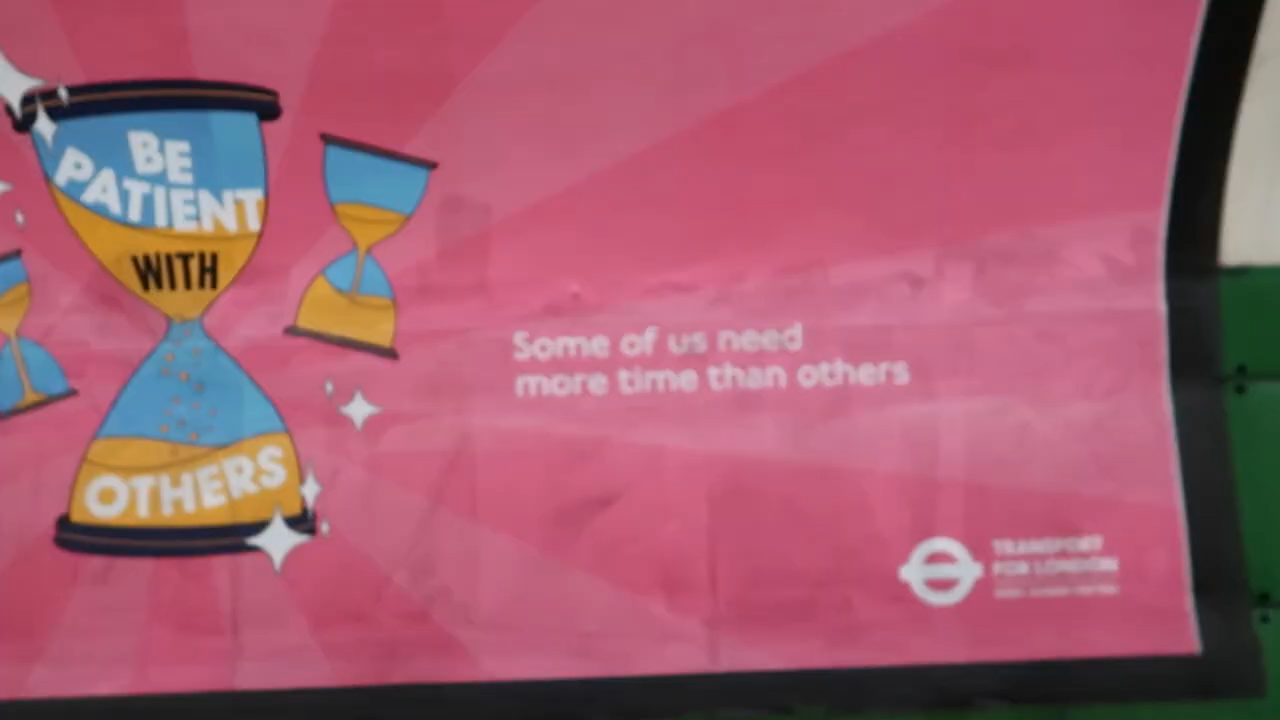 BE
PATIENT
WITH
OTHERS
Some of us need
more time than others
TRANSPORT
FOR LONDON